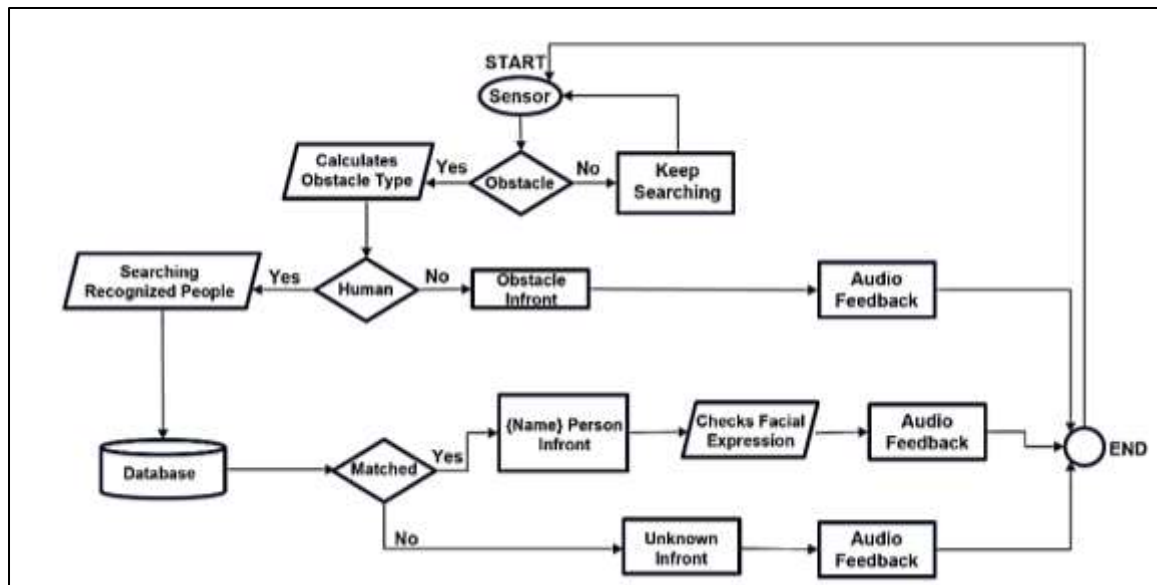 START
Sensor
Calculates
Obstacle Type
Yes
Obstacle
No
Keep
Searching
Searching
Recognized People
Yes
Human
No
Obstacle
Infront
Audio
Feedback
Database
Matched
Yes
{Name} Person
Infront
Checks Facial
Expression
Audio
Feedback
END
No
Unknown
Infront
Audio
Feedback